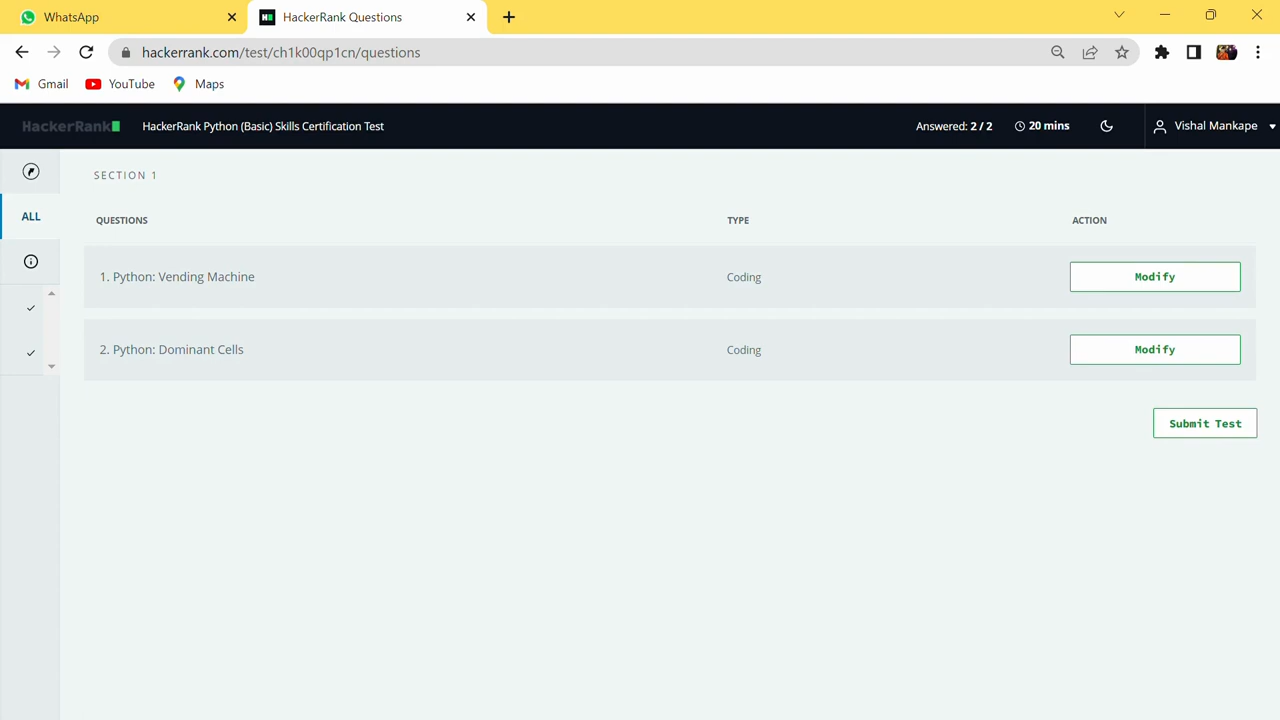 WhatsApp
HackerRank Questions
hackerrank.com/test/ch1k00qp1cn/questions
Gmail YouTube Maps
HackerRank HackerRank Python (Basic) Skills Certification Test Answered: 2 / 2 20 mins Vishal Mankape
SECTION 1
ALL
QUESTIONS TYPE ACTION
1. Python: Vending Machine Coding Modify
2. Python: Dominant Cells Coding Modify
Submit Test